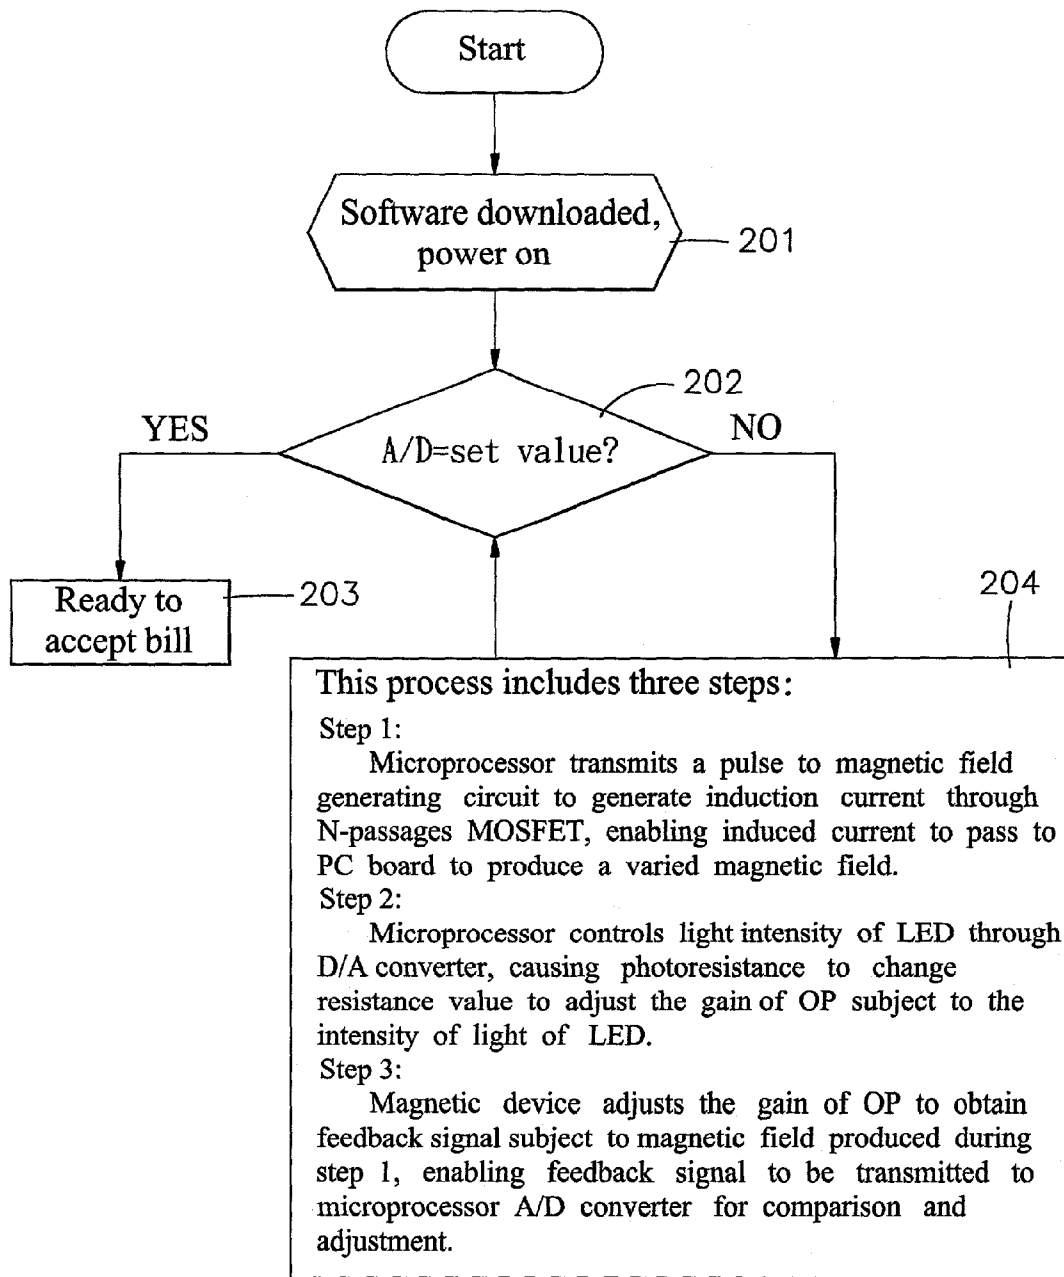 Start
Software downloaded,
power on
201
202
YES
A/D=set value?
NO
Ready to
accept bill
203
204
This process includes three steps:
Step 1:
Microprocessor transmits a pulse to magnetic field
generating circuit to generate induction current through
N-passages MOSFET, enabling induced current to pass to
PC board to produce a varied magnetic field.
Step 2:
Microprocessor controls light intensity of LED through
D/A converter, causing photoresistance to change
resistance value to adjust the gain of OP subject to the
intensity of light of LED.
Step 3:
Magnetic device adjusts the gain of OP to obtain
feedback signal subject to magnetic field produced during
step 1, enabling feedback signal to be transmitted to
microprocessor A/D converter for comparison and
adjustment.